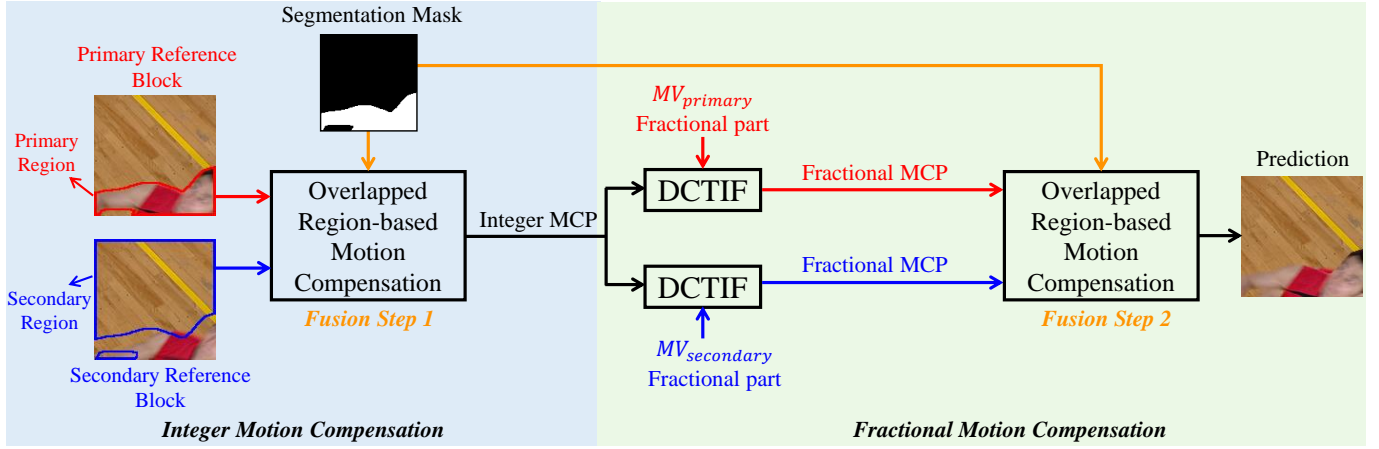 Segmentation Mask
Primary Reference
Block
Primary
Region
Secondary
Region
Secondary Reference
Block
Overlapped
Region-based
Motion
Compensation
Fusion Step 1
Integer MCP
Integer Motion Compensation
MV_primary
Fractional part
DCTIF
Fractional MCP
DCTIF
Fractional MCP
MV_secondary
Fractional part
Overlapped
Region-based
Motion
Compensation
Fusion Step 2
Prediction
Fractional Motion Compensation